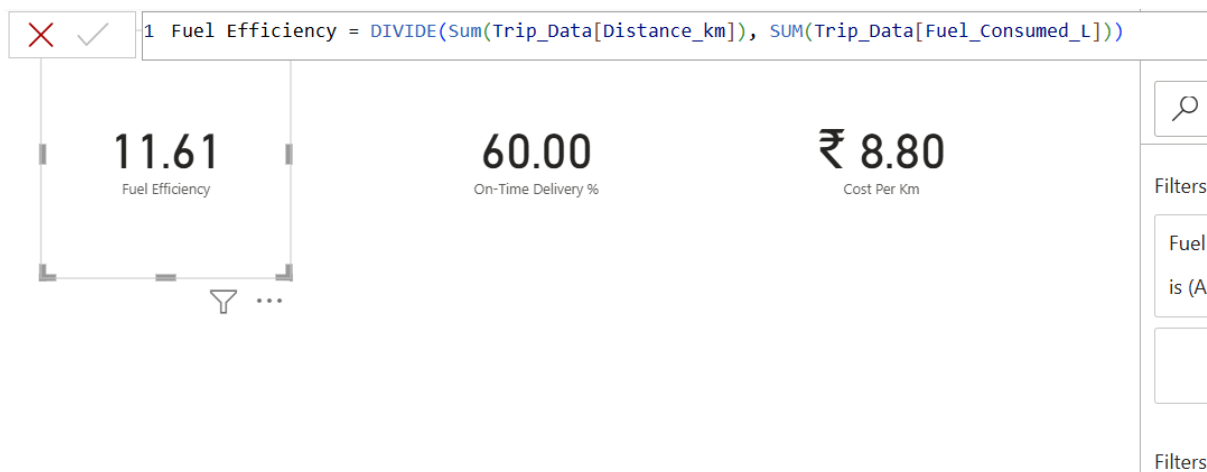 1 Fuel Efficiency = DIVIDE(Sum(Trip_Data[Distance_km]), SUM(Trip_Data[Fuel_Consumed_L]))
11.61
Fuel Efficiency
60.00
On-Time Delivery %
₹ 8.80
Cost Per Km
Filters
Fuel
is (A
Filters